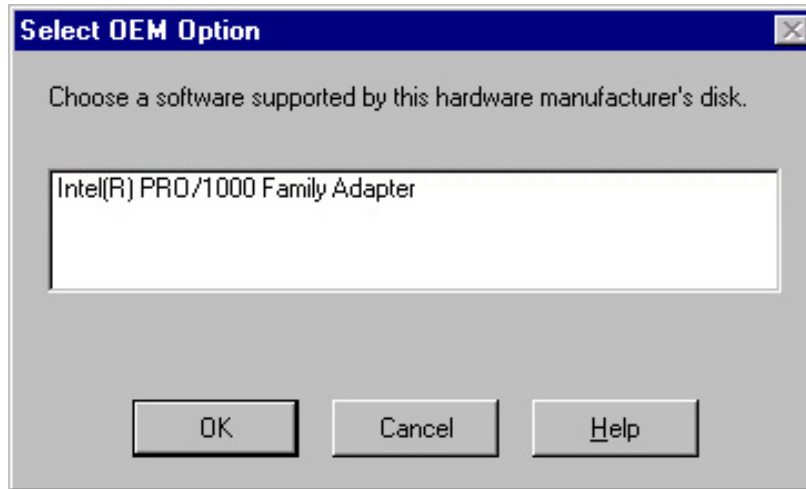 Select OEM Option
Choose a software supported by this hardware manufacturer's disk.
Intel(R) PRO/1000 Family Adapter
OK
Cancel
Help